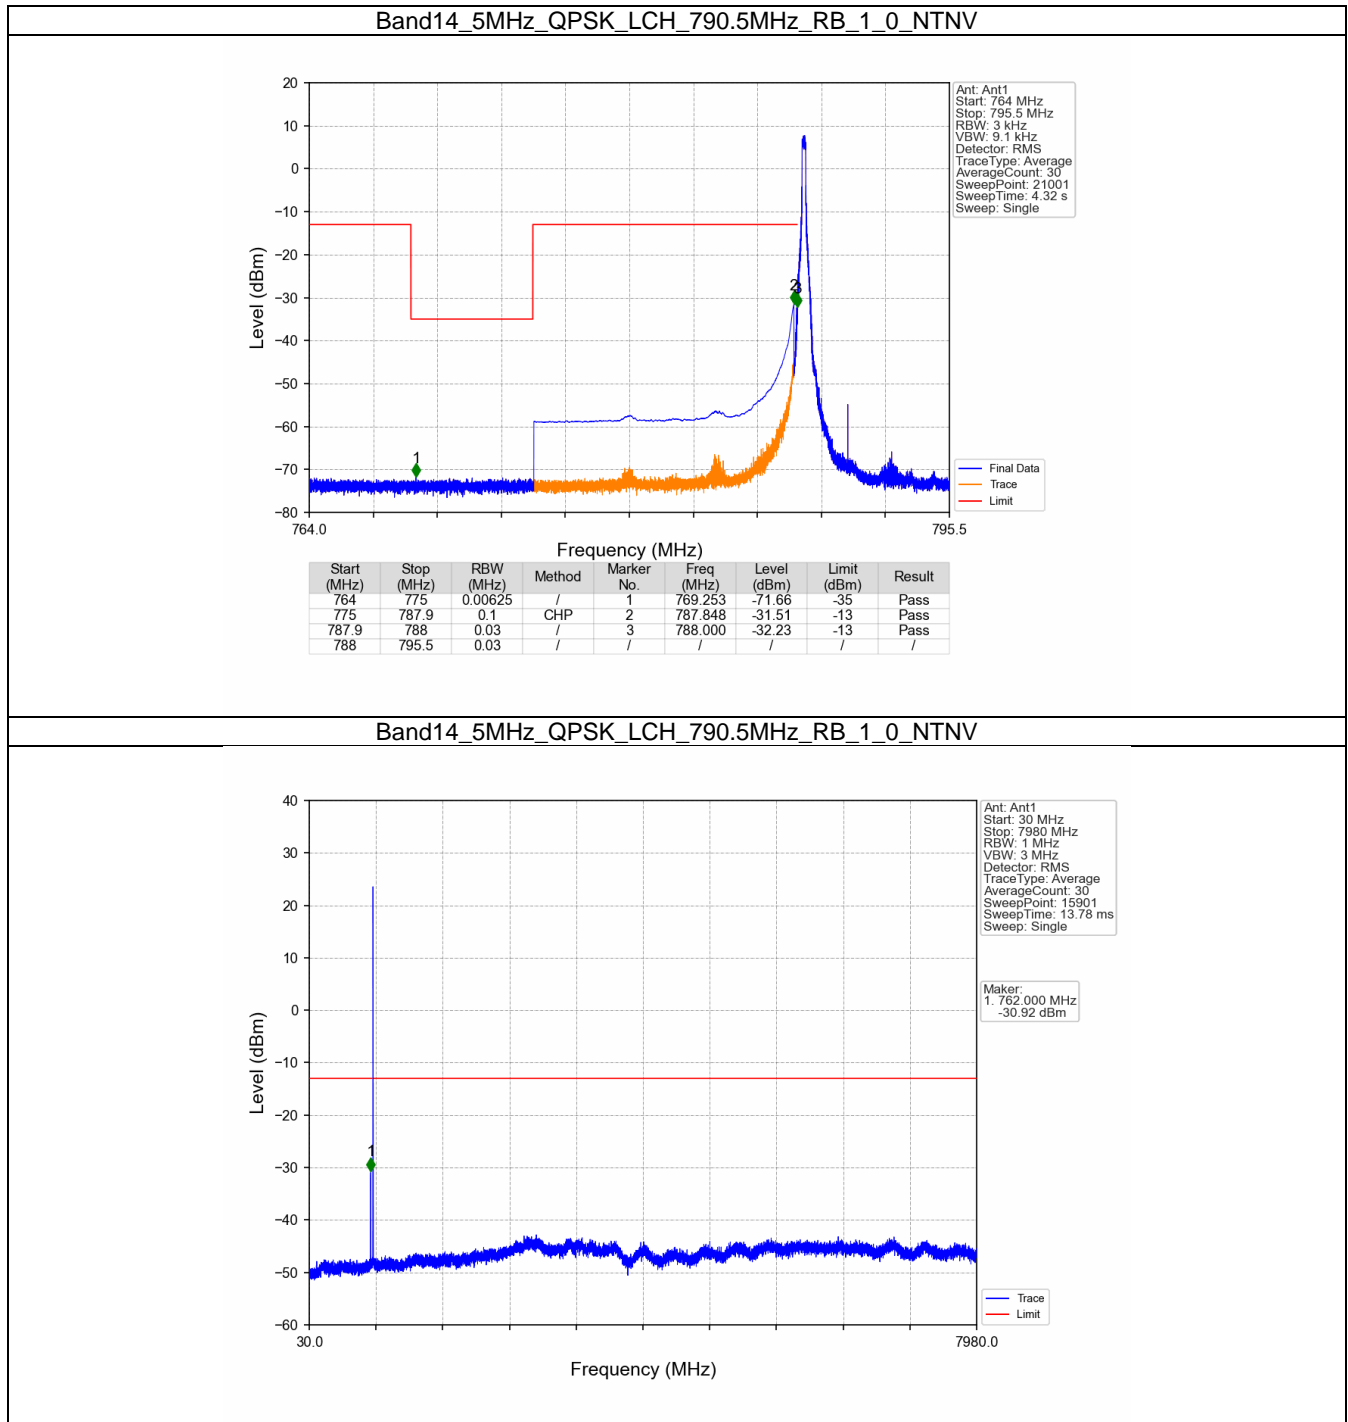 Band14_5MHz_QPSK_LCH_790.5MHz_RB_1_0_NTNV
20
10
0
−10
−20
−30
−40
−50
−60
−70
−80
Level (dBm)
1
2
3
764.0
795.5
Frequency (MHz)
Ant: Ant1
Start: 764 MHz
Stop: 795.5 MHz
RBW: 3 kHz
VBW: 9.1 kHz
Detector: RMS
TraceType: Average
AverageCount: 30
SweepPoint: 21001
SweepTime: 4.32 s
Sweep: Single
Final Data
Trace
Limit
Start (MHz) Stop (MHz) RBW (MHz) Method Marker No. Freq (MHz) Level (dBm) Limit (dBm) Result
764 775 0.00625 / 1 769.253 -71.66 -35 Pass
775 787.9 0.1 CHP 2 787.848 -31.51 -13 Pass
787.9 788 0.03 / 3 788.000 -32.23 -13 Pass
788 795.5 0.03 / / / / / /
Band14_5MHz_QPSK_LCH_790.5MHz_RB_1_0_NTNV
40
30
20
10
0
−10
−20
−30
−40
−50
−60
Level (dBm)
1
30.0
7980.0
Frequency (MHz)
Ant: Ant1
Start: 30 MHz
Stop: 7980 MHz
RBW: 1 MHz
VBW: 3 MHz
Detector: RMS
TraceType: Average
AverageCount: 30
SweepPoint: 15901
SweepTime: 13.78 ms
Sweep: Single
Maker:
1. 762.000 MHz
-30.92 dBm
Trace
Limit